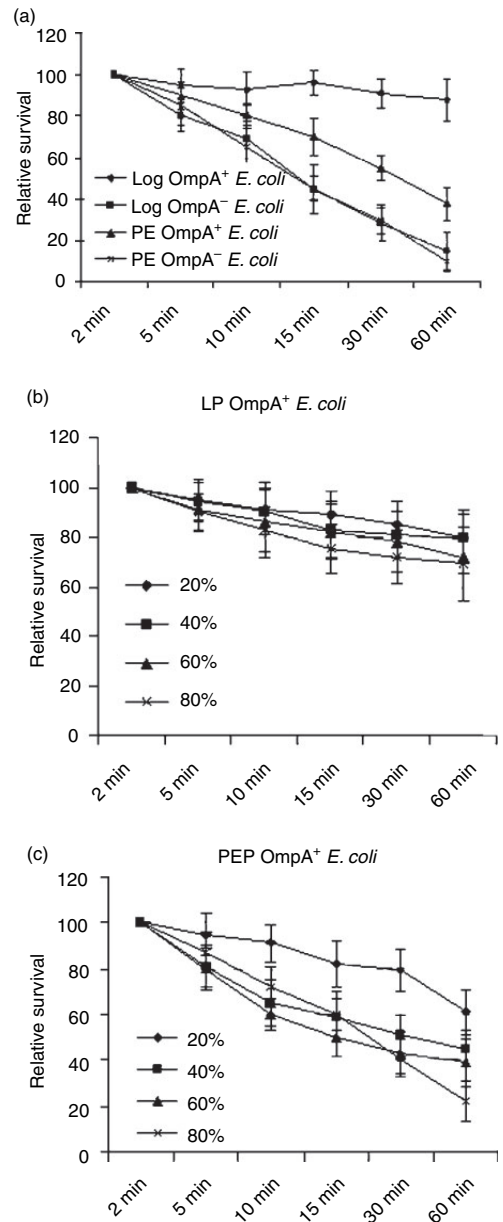 (a)
120
100
80
60
40
20
0
Relative survival
Log OmpA⁺ E. coli
Log OmpA⁻ E. coli
PE OmpA⁺ E. coli
PE OmpA⁻ E. coli
2 min
5 min
10 min
15 min
30 min
60 min
(b)
LP OmpA⁺ E. coli
120
100
80
60
40
20
0
Relative survival
20%
40%
60%
80%
2 min
5 min
10 min
15 min
30 min
60 min
(c)
PEP OmpA⁺ E. coli
120
100
80
60
40
20
0
Relative survival
20%
40%
60%
80%
2 min
5 min
10 min
15 min
30 min
60 min